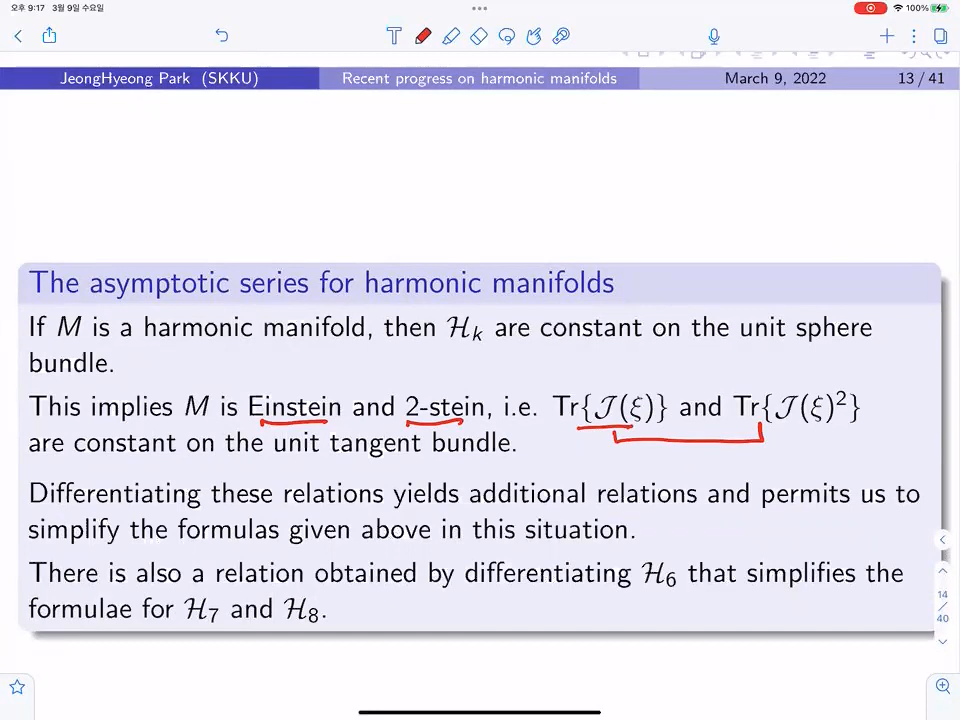 오후 9:17 3월 9일 수요일
100%
JeongHyeong Park (SKKU) Recent progress on harmonic manifolds March 9, 2022 13 / 41
The asymptotic series for harmonic manifolds
If M is a harmonic manifold, then ℋₖ are constant on the unit sphere
bundle.
This implies M is Einstein and 2-stein, i.e. Tr{𝒥(ξ)} and Tr{𝒥(ξ)²}
are constant on the unit tangent bundle.
Differentiating these relations yields additional relations and permits us to
simplify the formulas given above in this situation.
There is also a relation obtained by differentiating ℋ₆ that simplifies the
formulae for ℋ₇ and ℋ₈.
14
/
40